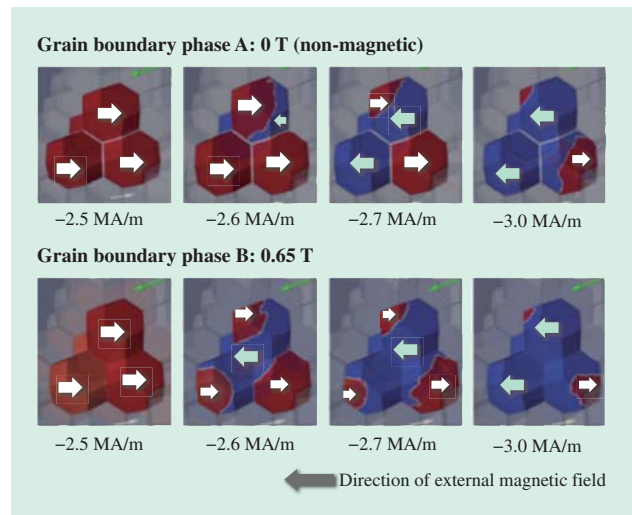 Grain boundary phase A: 0 T (non-magnetic)
−2.5 MA/m −2.6 MA/m −2.7 MA/m −3.0 MA/m
Grain boundary phase B: 0.65 T
−2.5 MA/m −2.6 MA/m −2.7 MA/m −3.0 MA/m
Direction of external magnetic field